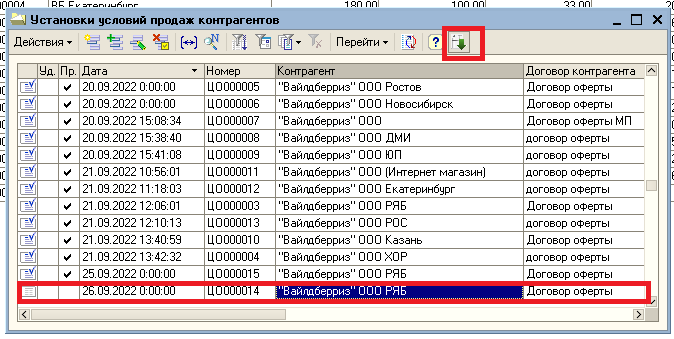 ВБ Екатеринбург 180.00 100.00 33.00
Установки условий продаж контрагентов
Действия Перейти ?
Уд. Пр. Дата Номер Контрагент Договор контрагента
20.09.2022 0:00:00 ЦО000005 "Вайлдберриз" ООО Ростов Договор оферты
20.09.2022 0:00:00 ЦО000006 "Вайлдберриз" ООО Новосибирск Договор оферты
20.09.2022 15:08:34 ЦО000007 "Вайлдберриз" ООО Договор оферты МП
20.09.2022 15:38:40 ЦО000008 "Вайлдберриз" ООО ДМИ договор оферты
20.09.2022 15:41:08 ЦО000009 "Вайлдберриз" ООО ЮП договор оферты
21.09.2022 10:56:01 ЦО000011 "Вайлдберриз" ООО (Интернет магазин) договор оферты
21.09.2022 11:18:03 ЦО000012 "Вайлдберриз" ООО Екатеринбург договор оферты
21.09.2022 12:06:01 ЦО000003 "Вайлдберриз" ООО РЯБ Договор оферты
21.09.2022 12:10:13 ЦО000013 "Вайлдберриз" ООО РОС договор оферты
21.09.2022 13:40:59 ЦО000010 "Вайлдберриз" ООО Казань Договор оферты
21.09.2022 13:42:32 ЦО000004 "Вайлдберриз" ООО ХОР договор оферты
25.09.2022 0:00:00 ЦО000015 "Вайлдберриз" ООО РЯБ Договор оферты
26.09.2022 0:00:00 ЦО000014 "Вайлдберриз" ООО РЯБ Договор оферты